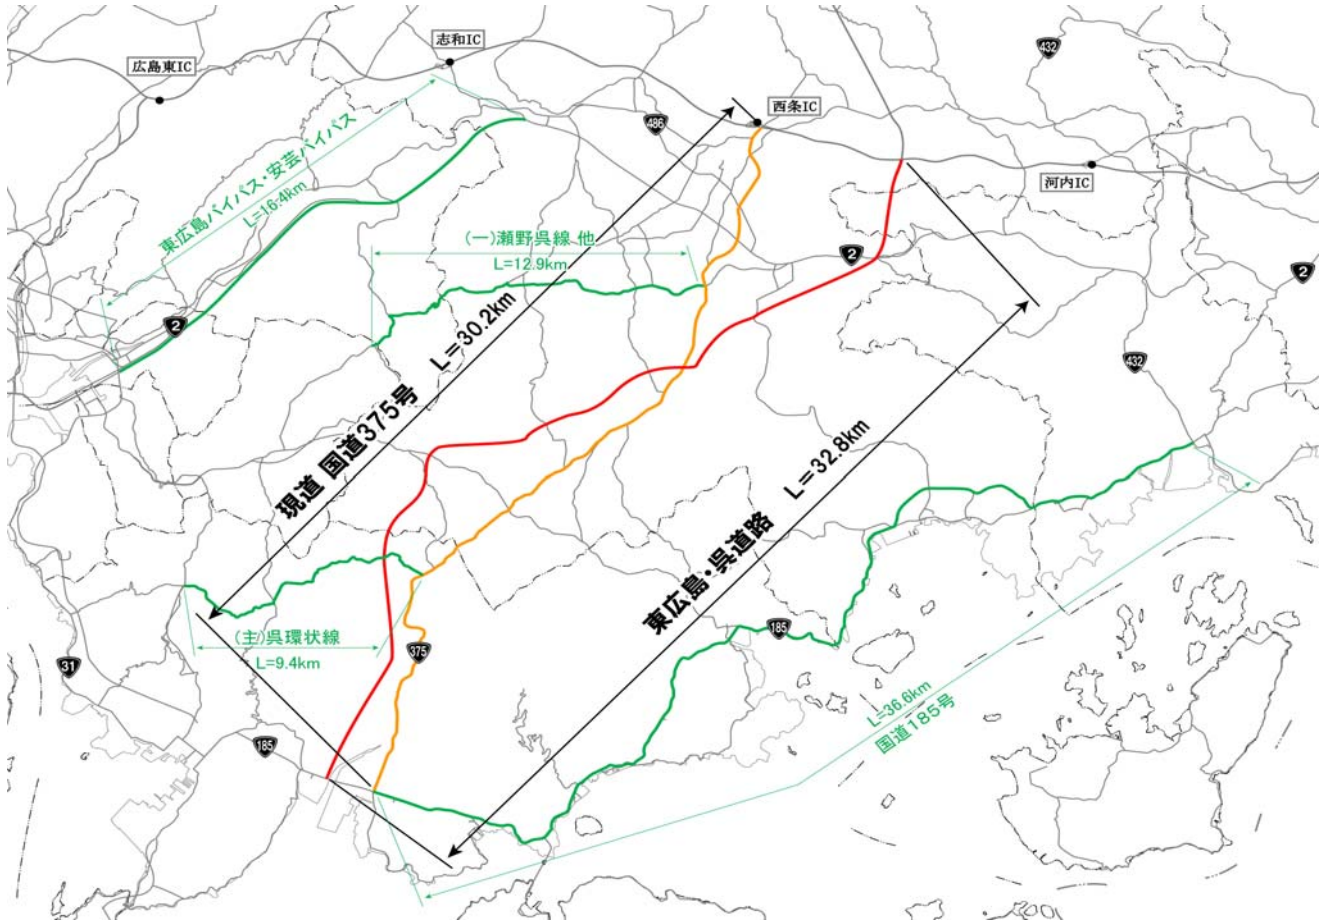 432
志和IC
広島東IC
西条IC
486
河内IC
東広島バイパス・安芸バイパス
L=16.4km
(一)瀬野呉線 他
L=12.9km
2
2
2
432
現道 国道375号 L=30.2km
東広島・呉道路 L=32.8km
(主)呉環状線
L=9.4km
375
185
31
185
L=36.6km
国道185号